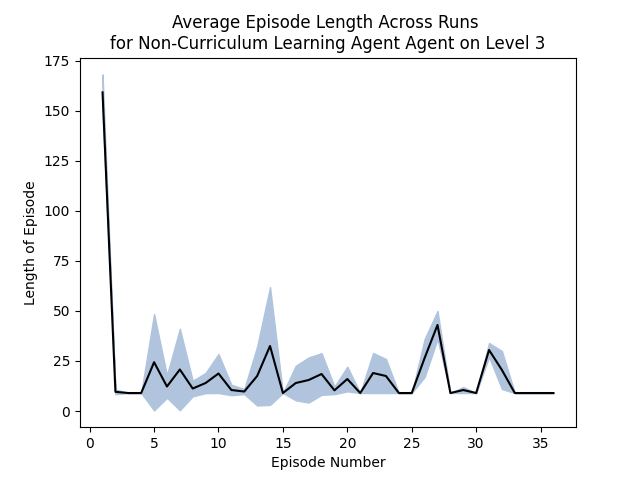 Average Episode Length Across Runs
for Non-Curriculum Learning Agent Agent on Level 3
175
150
125
100
75
50
25
0
Length of Episode
0 5 10 15 20 25 30 35
Episode Number